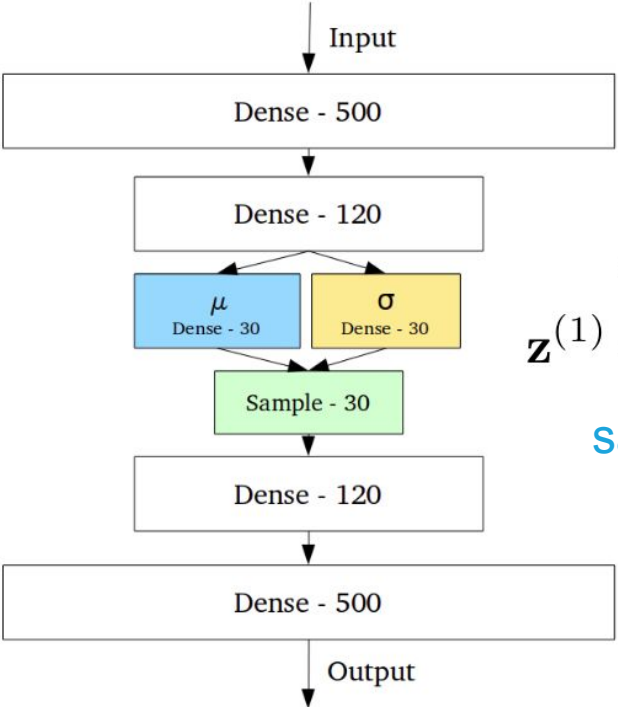 Input
Dense - 500
Dense - 120
μ σ
Dense - 30 Dense - 30
z^(1)
Sample - 30
S
Dense - 120
Dense - 500
Output